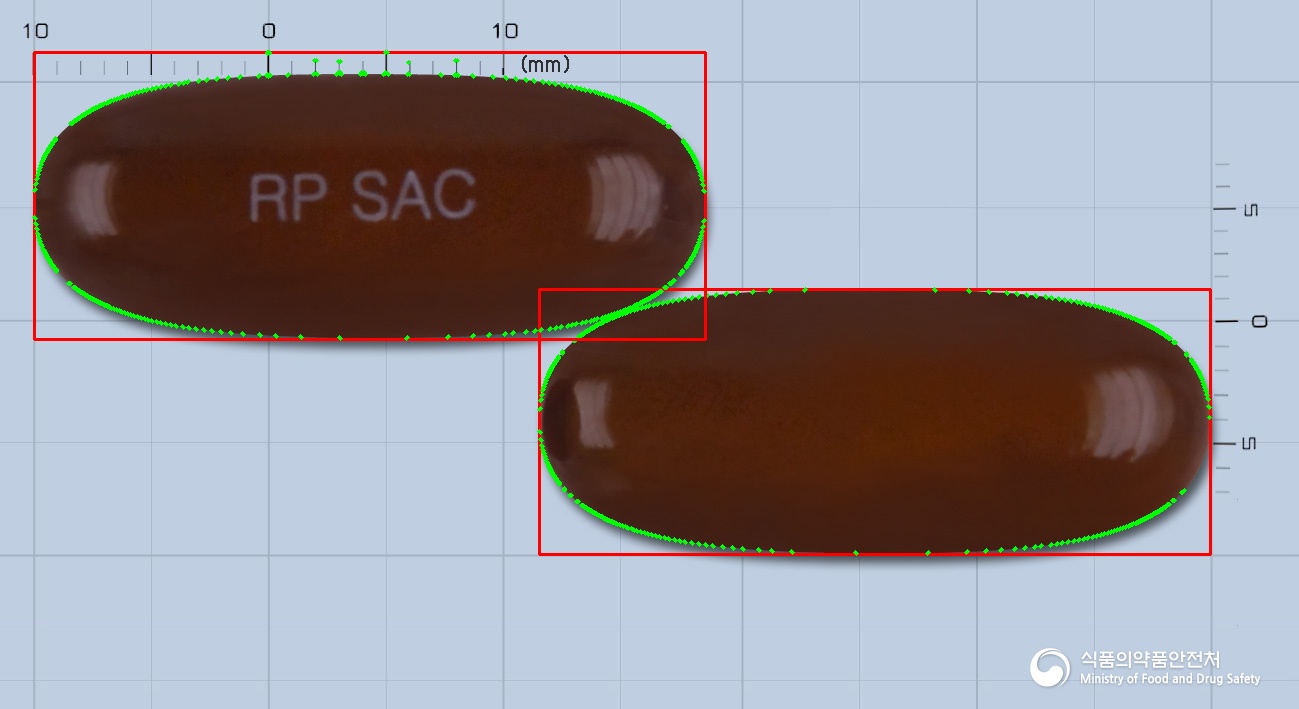 10 0 10
(mm)
RP SAC
5
0
5
식품의약품안전처
Ministry of Food and Drug Safety